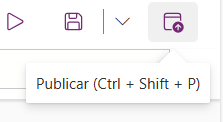 Publicar (Ctrl + Shift + P)